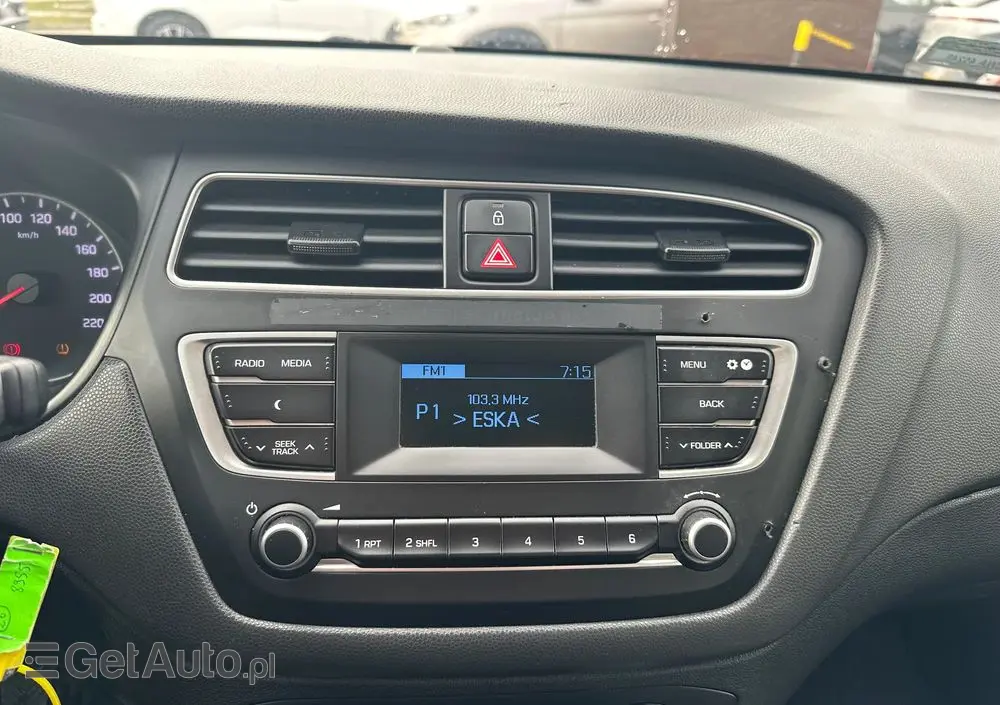 100 120 140 160 180 200 220
km/h
RADIO MEDIA
SEEK
TRACK
FM1 7:15
103,3 MHz
P1 > ESKA <
MENU
BACK
FOLDER
1 RPT 2 SHFL 3 4 5 6
GetAuto.pl